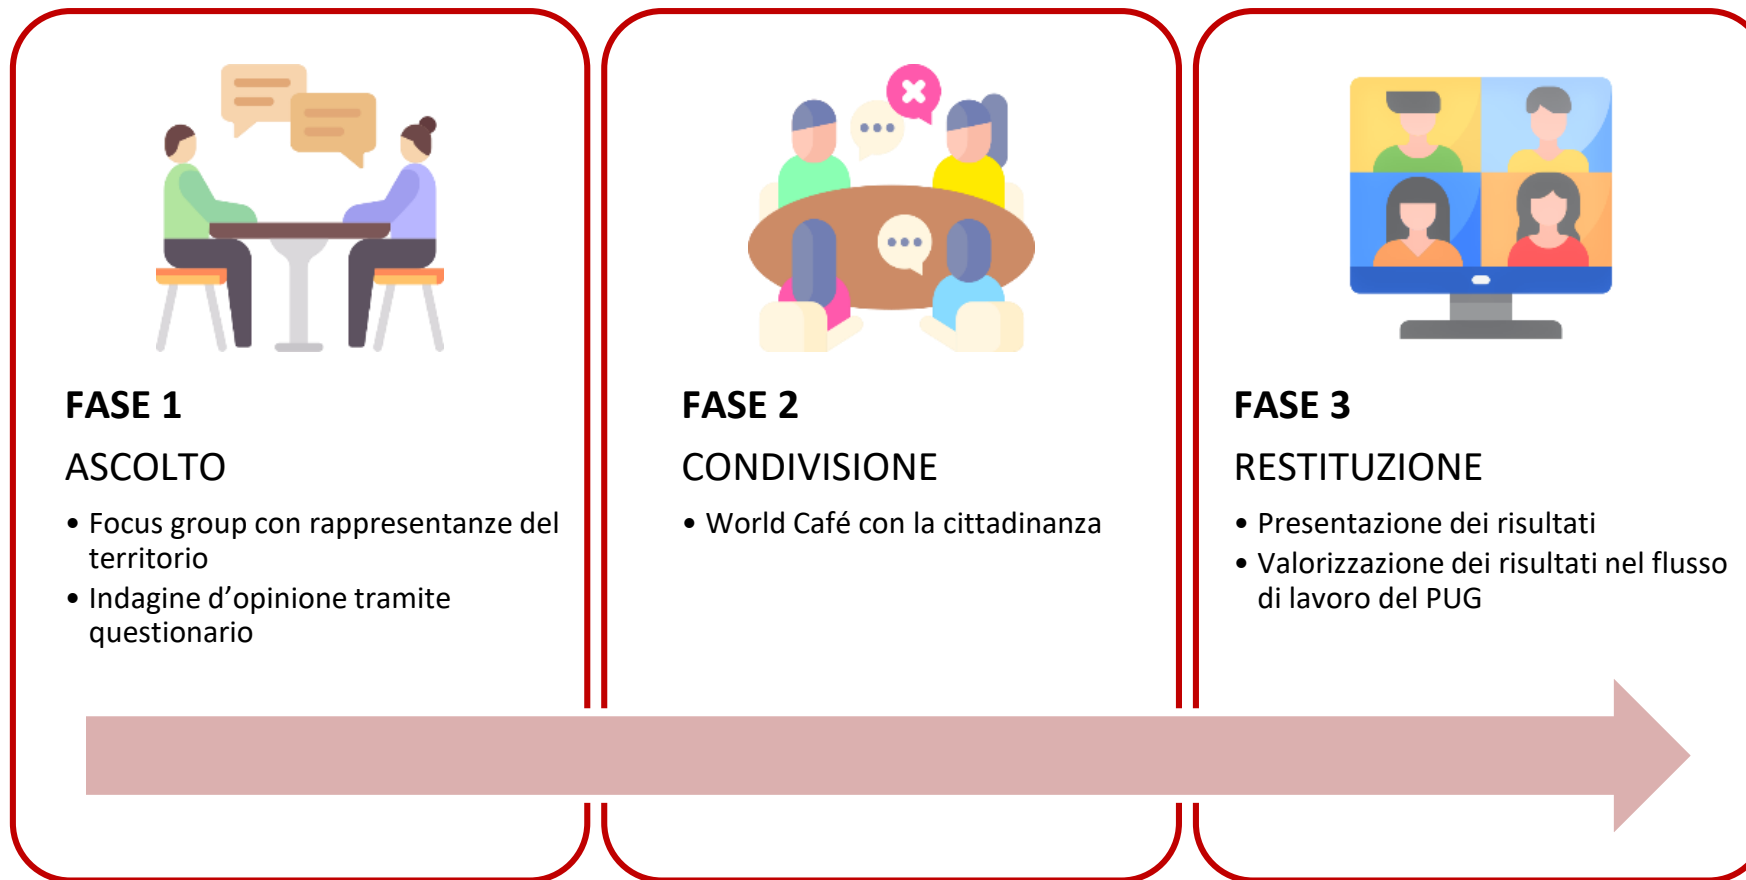 FASE 1
ASCOLTO
• Focus group con rappresentanze del
territorio
• Indagine d’opinione tramite
questionario
FASE 2
CONDIVISIONE
• World Café con la cittadinanza
FASE 3
RESTITUZIONE
• Presentazione dei risultati
• Valorizzazione dei risultati nel flusso
di lavoro del PUG